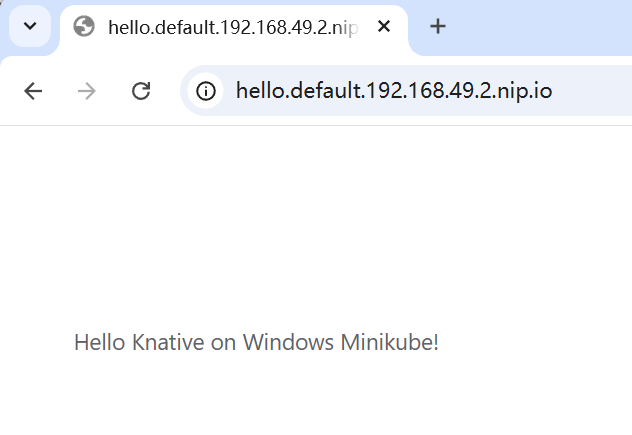 hello.default.192.168.49.2.nip
hello.default.192.168.49.2.nip.io
Hello Knative on Windows Minikube!